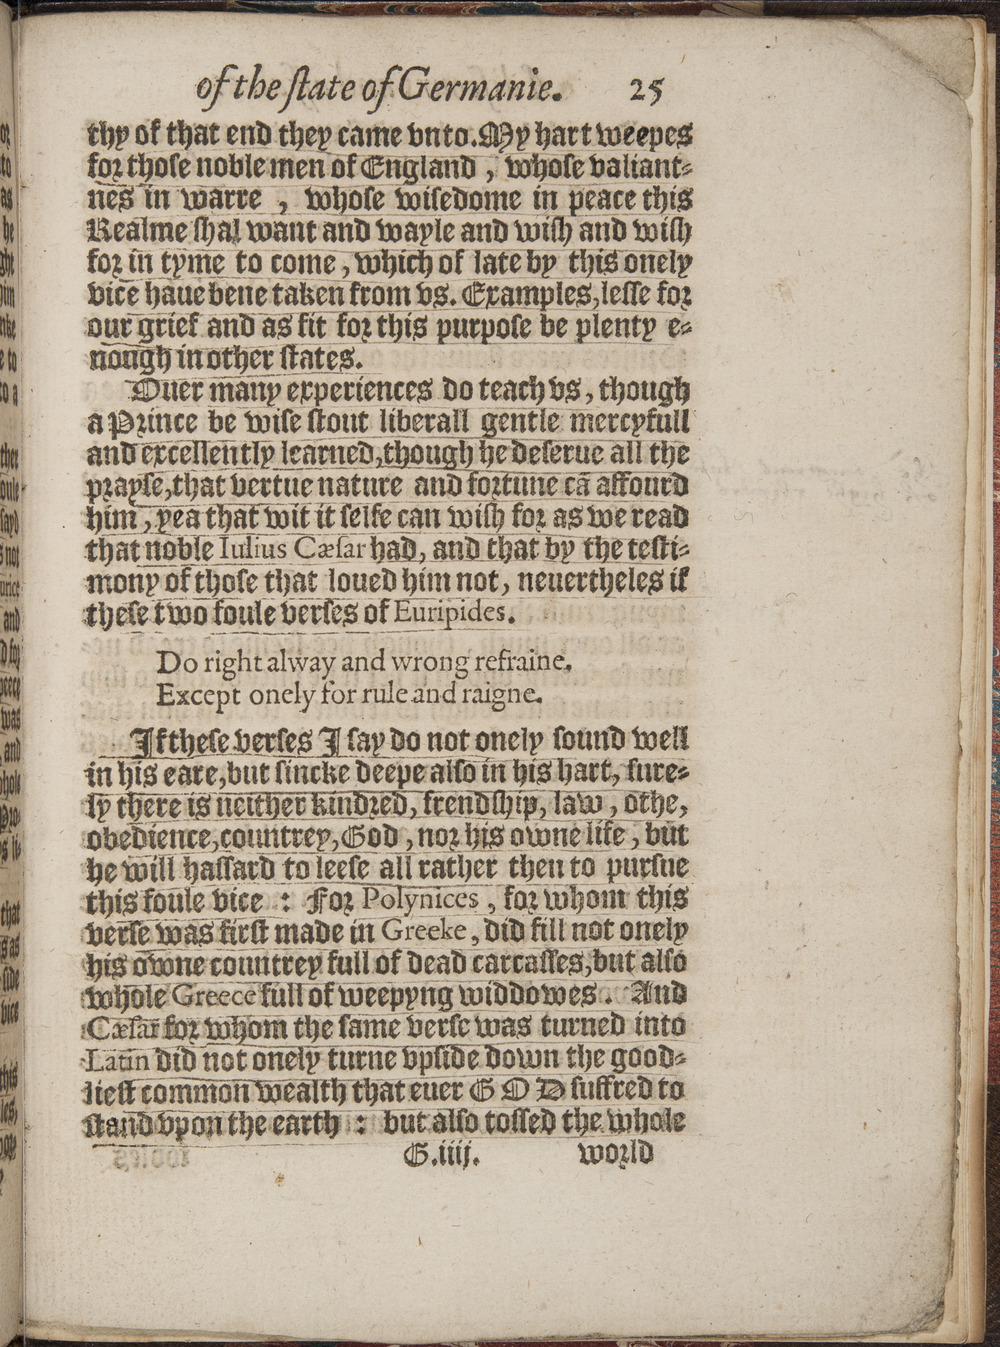 of the ſtate of Germanie. 25
thy of that end they came vnto. My hart weepes
for thoſe noble men of England , whoſe valiant⸗
nes in warre , whoſe wiſedome in peace this
Realme ſhal want and wayle and wiſh and wiſh
for in tyme to come , which of late by this onely
vice haue bene taken from vs. Examples, leſſe for
our grief and as fit for this purpoſe be plenty e⸗
nough in other ſtates.
Ouer many experiences do teach vs, though
a Prince be wiſe ſtout liberall gentle mercyfull
and excellently learned, though he deſerue all the
prayſe, that vertue nature and fortune cā affourd
him , yea that wit it ſelfe can wiſh for as we read
that noble Iulius Cæſar had, and that by the teſti⸗
mony of thoſe that loued him not, neuertheles if
theſe two foule verſes of Euripides.
Do right alway and wrong refraine.
Except onely for rule and raigne.
If theſe verſes I ſay do not onely ſound well
in his eare, but ſincke deepe alſo in his hart, ſure⸗
ly there is neither kindred, frendſhip, law , othe,
obedience, countrey, God , nor his owne life , but
he will haſſard to leeſe all rather then to purſue
this foule vice : For Polynices , for whom this
verſe was firſt made in Greeke , did fill not onely
his owne countrey full of dead carcaſſes, but alſo
whole Greece full of weepyng widdowes. And
Cæſar for whom the ſame verſe was turned into
Latin did not onely turne vpſide down the good⸗
lieſt common wealth that euer G O D ſuffred to
ſtand vpon the earth : but alſo toſſed the whole
G.iiij. world